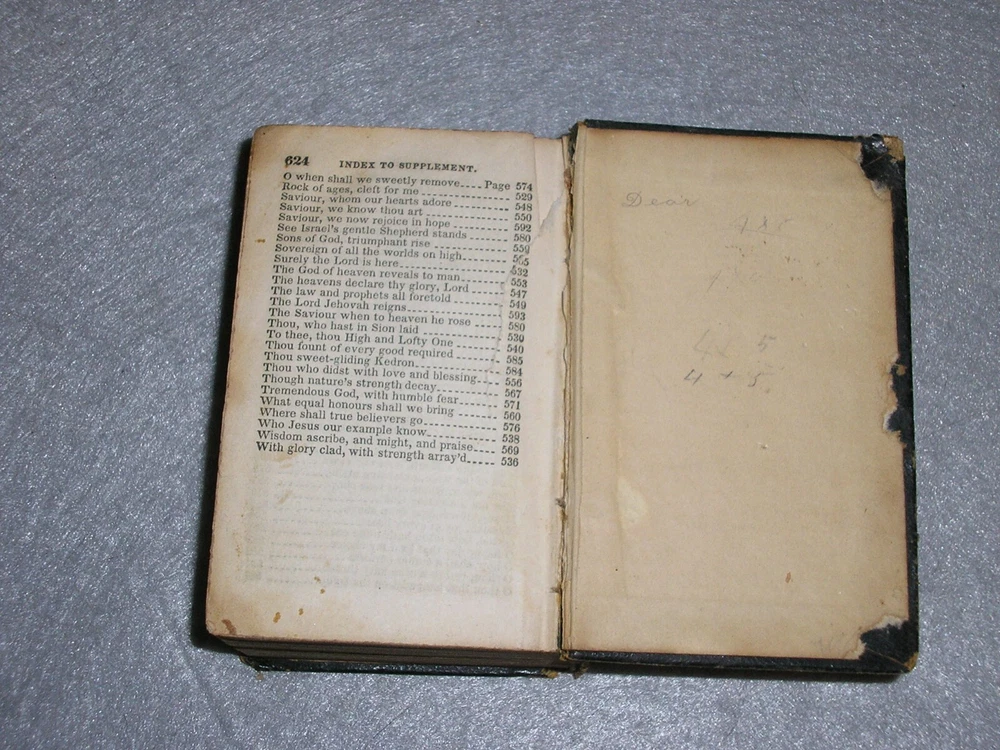 624 INDEX TO SUPPLEMENT.
O when shall we sweetly remove----Page 574
Rock of ages, cleft for me 529
Saviour, whom our hearts adore 548
Saviour, we know thou art 550
Saviour, we now rejoice in hope 592
See Israel's gentle Shepherd stands 580
Sons of God, triumphant rise 559
Sovereign of all the worlds on high 565
Surely the Lord is here 532
The God of heaven reveals to man 553
The heavens declare thy glory, Lord 547
The law and prophets all foretold 549
The Lord Jehovah reigns 593
The Saviour when to heaven he rose 580
Thou, who hast in Sion laid 530
To thee, thou High and Lofty One 540
Thou fount of every good required 585
Thou sweet-gliding Kedron 584
Thou who didst with love and blessing 556
Though nature's strength decay 567
Tremendous God, with humble fear 571
What equal honours shall we bring 560
Where shall true believers go 576
Who Jesus our example know 538
Wisdom ascribe, and might, and praise 569
With glory clad, with strength array'd 536
Dear
4 x 5
4 + 5